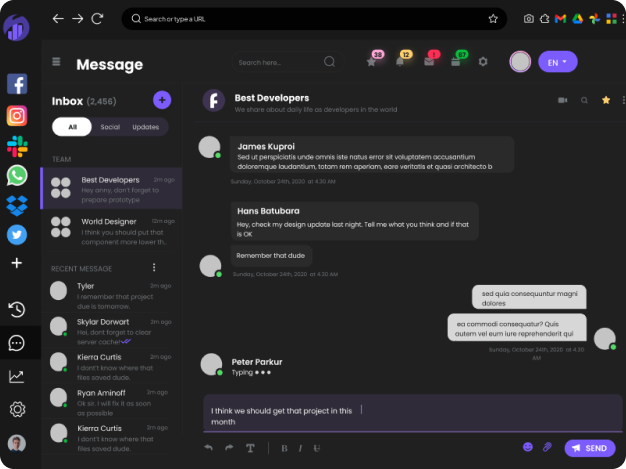 Search or type a URL
Message
Search here...
38
12
1
67
EN
Inbox (2,456)
All
Social
Updates
TEAM
Best Developers
2m ago
Hey anny, don't forget to
prepare prototype
World Designer
12m ago
I think you should put that
component more lower th.
RECENT MESSAGE
Tyler
2m ago
I remember that project
due is tomorrow.
Skylar Dorwart
2m ago
Hei, dont forget to clear
server cache!
Kierra Curtis
2m ago
I don't know where that
files saved dude.
Ryan Aminoff
2m ago
Ok sir. I will fix it as soon
as possible
Kierra Curtis
2m ago
I don't know where that
files saved dude.
Best Developers
We share about daily life as developers in the world
James Kuproi
Sed ut perspiciatis unde omnis iste natus error sit voluptatem accusantium
doloremque laudantium, totam rem aperiam, eare veritatis et quasi architecto b
Sunday, October 24th, 2020 at 4.30 AM
Hans Batubara
Hey, check my design update last night. Tell me what you think and if that
is OK
Remember that dude
Sunday, October 24th, 2020 at 4.30 AM
sed quia consequuntur magni
dolores
ea commodi consequatur? Quis
autem vel eum iure reprehenderit qui
Sunday, October 24th, 2020 at 4.30
AM
Peter Parkur
Typing
I think we should get that project in this
month
T
B
I
U
SEND